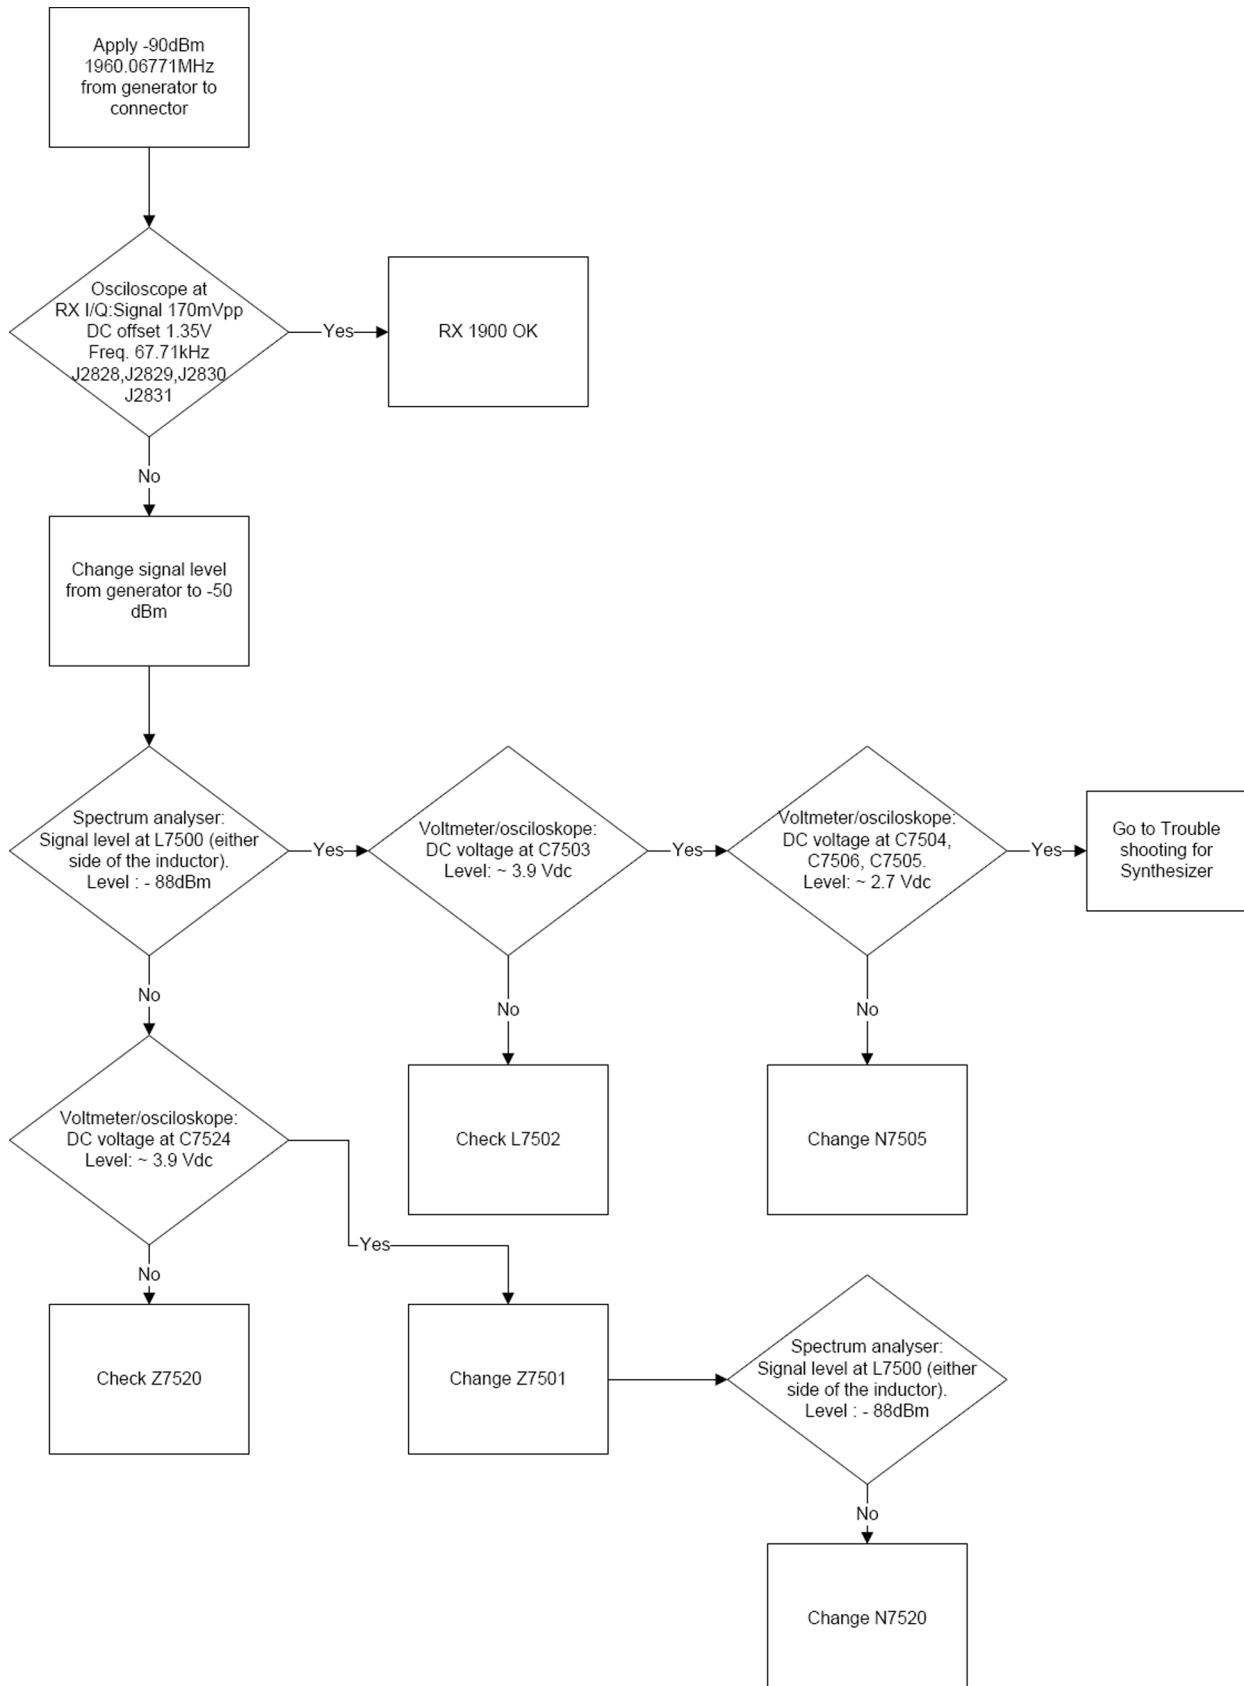 Apply -90dBm
1960.06771MHz
from generator to
connector
Osciloscope at
RX I/Q:Signal 170mVpp
DC offset 1.35V
Freq. 67.71kHz
J2828,J2829,J2830
J2831
Yes
RX 1900 OK
No
Change signal level
from generator to -50
dBm
Spectrum analyser:
Signal level at L7500 (either
side of the inductor).
Level : - 88dBm
Yes
Voltmeter/osciloskope:
DC voltage at C7503
Level: ~ 3.9 Vdc
Yes
Voltmeter/osciloskope:
DC voltage at C7504,
C7506, C7505.
Level: ~ 2.7 Vdc
Yes
Go to Trouble
shooting for
Synthesizer
No
No
No
Voltmeter/osciloskope:
DC voltage at C7524
Level: ~ 3.9 Vdc
Check L7502
Change N7505
Yes
No
Check Z7520
Change Z7501
Spectrum analyser:
Signal level at L7500 (either
side of the inductor).
Level : - 88dBm
No
Change N7520